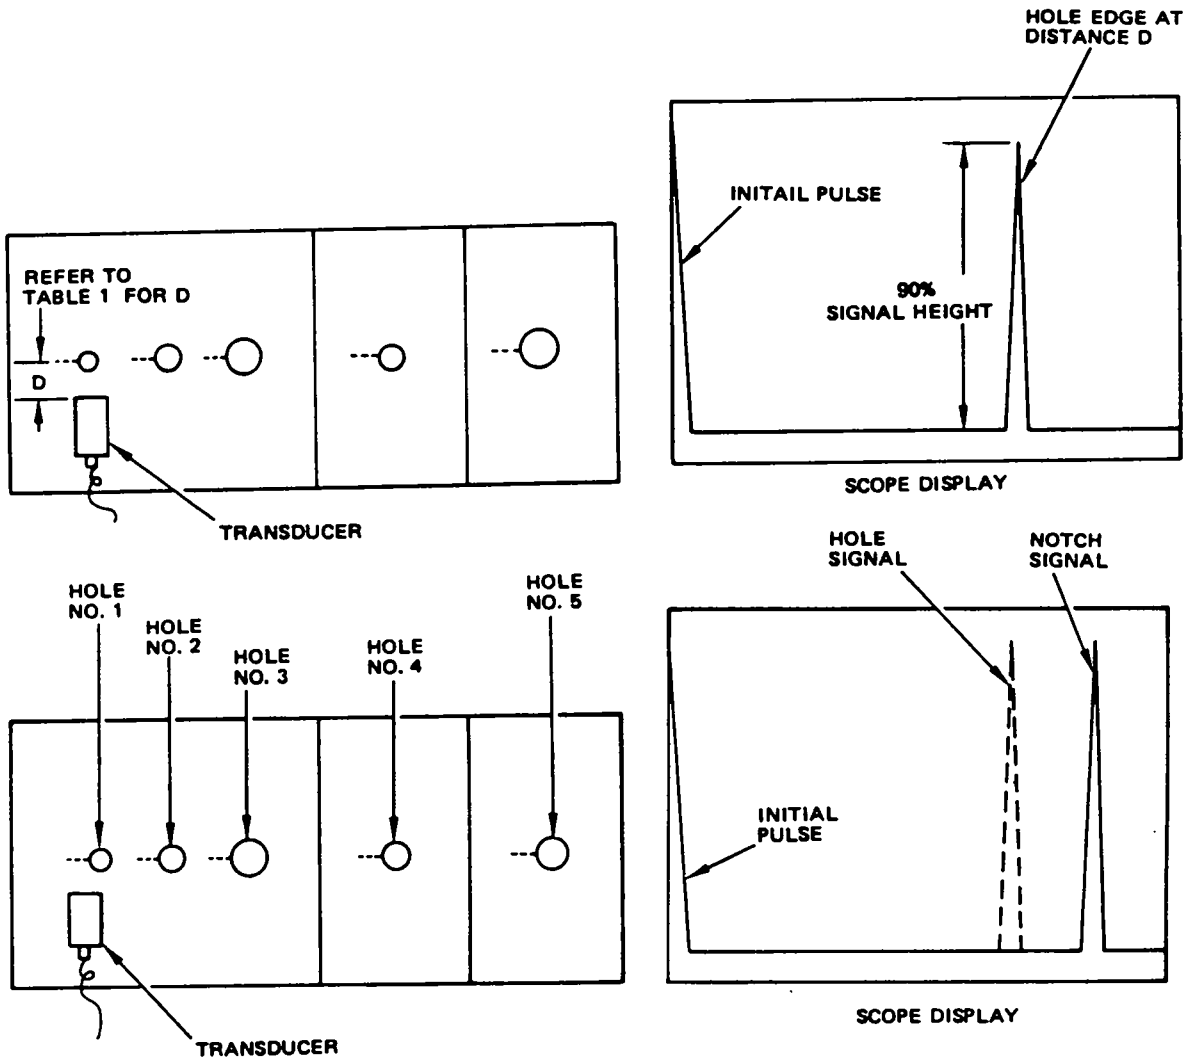 HOLE EDGE AT
DISTANCE D
INITAIL PULSE
REFER TO
TABLE 1 FOR D
90%
SIGNAL HEIGHT
D
SCOPE DISPLAY
TRANSDUCER
HOLE
SIGNAL
NOTCH
SIGNAL
HOLE
NO. 1
HOLE
NO. 2
HOLE
NO. 3
HOLE
NO. 4
HOLE
NO. 5
INITIAL
PULSE
SCOPE DISPLAY
TRANSDUCER